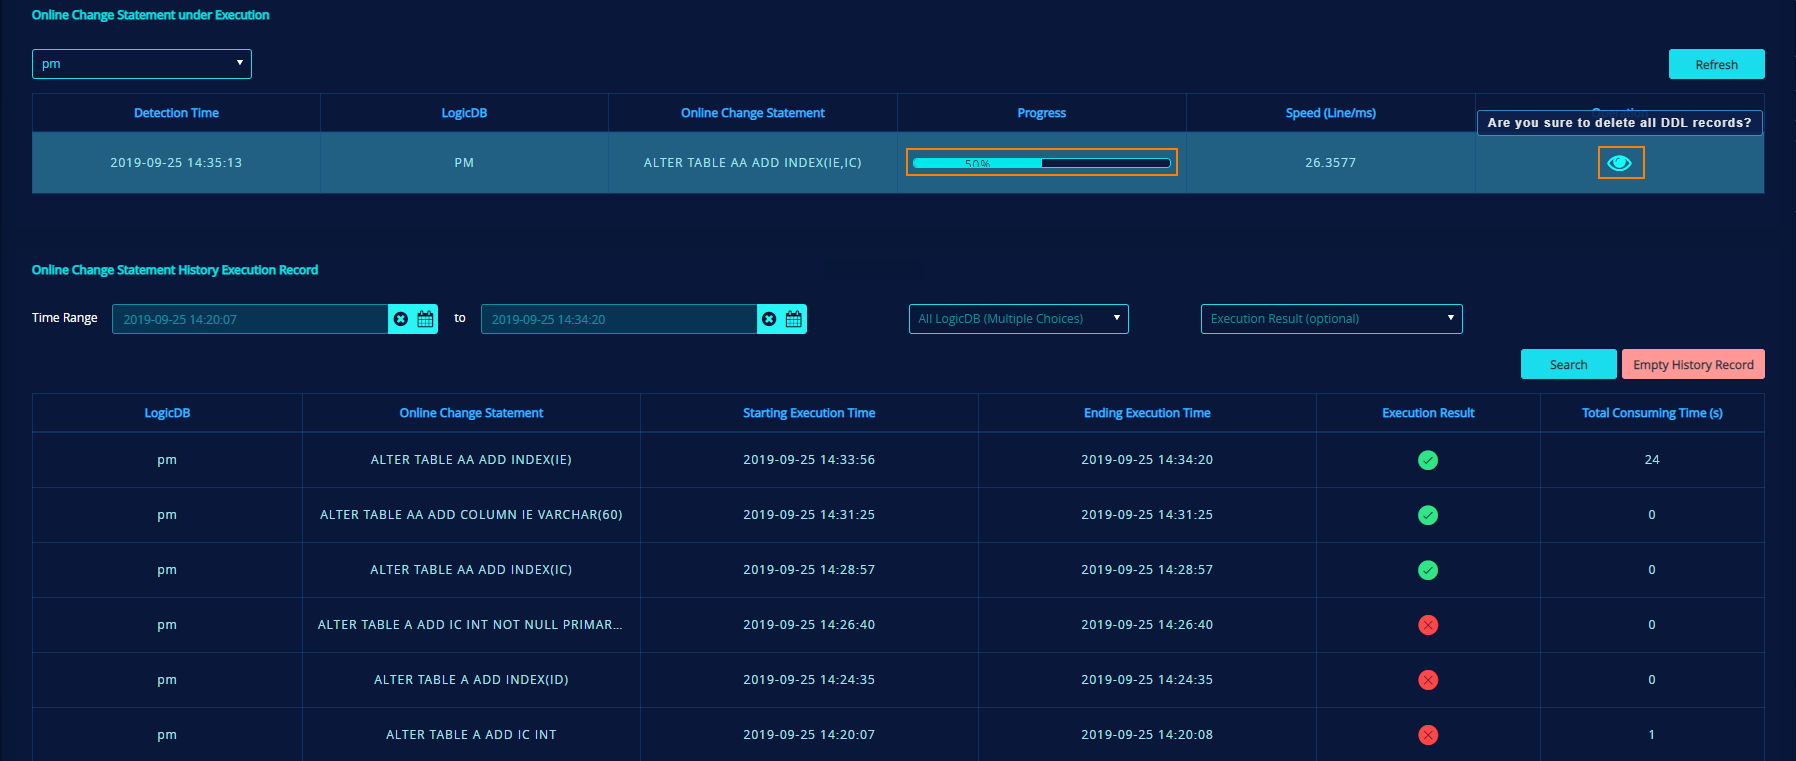 Online Change Statement under Execution
pm
Refresh
Detection Time LogicDB Online Change Statement Progress Speed (Line/ms)
Are you sure to delete all DDL records?
2019-09-25 14:35:13 PM ALTER TABLE AA ADD INDEX(IE,IC) 50% 26.3577
Online Change Statement History Execution Record
Time Range 2019-09-25 14:20:07 to 2019-09-25 14:34:20 All LogicDB (Multiple Choices) Execution Result (optional)
Search Empty History Record
LogicDB Online Change Statement Starting Execution Time Ending Execution Time Execution Result Total Consuming Time (s)
pm ALTER TABLE AA ADD INDEX(IE) 2019-09-25 14:33:56 2019-09-25 14:34:20 24
pm ALTER TABLE AA ADD COLUMN IE VARCHAR(60) 2019-09-25 14:31:25 2019-09-25 14:31:25 0
pm ALTER TABLE AA ADD INDEX(IC) 2019-09-25 14:28:57 2019-09-25 14:28:57 0
pm ALTER TABLE A ADD IC INT NOT NULL PRIMAR... 2019-09-25 14:26:40 2019-09-25 14:26:40 0
pm ALTER TABLE A ADD INDEX(ID) 2019-09-25 14:24:35 2019-09-25 14:24:35 0
pm ALTER TABLE A ADD IC INT 2019-09-25 14:20:07 2019-09-25 14:20:08 1